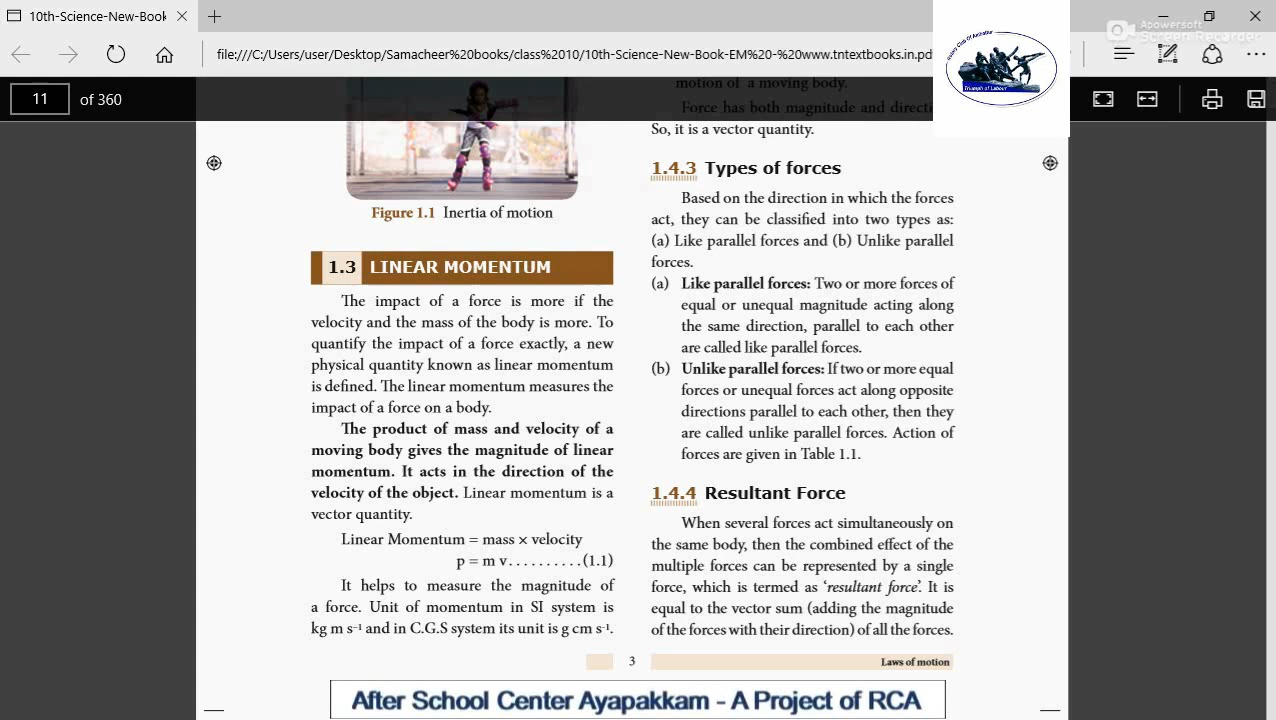 10th-Science-New-Book
file:///C:/Users/user/Desktop/Samacheer%20books/class%2010/10th-Science-New-Book-EM%20-%20www.tntextbooks.in.pd
Apowersoft
Screen Recorder
Rotary Club Of Ambattur
Triumph of Labour
11 of 360
Figure 1.1 Inertia of motion
1.3 LINEAR MOMENTUM
The impact of a force is more if the
velocity and the mass of the body is more. To
quantify the impact of a force exactly, a new
physical quantity known as linear momentum
is defined. The linear momentum measures the
impact of a force on a body.
The product of mass and velocity of a
moving body gives the magnitude of linear
momentum. It acts in the direction of the
velocity of the object. Linear momentum is a
vector quantity.
Linear Momentum = mass × velocity
p = m v. . . . . . . . . . (1.1)
It helps to measure the magnitude of
a force. Unit of momentum in SI system is
kg m s⁻¹ and in C.G.S system its unit is g cm s⁻¹.
motion of a moving body.
Force has both magnitude and directi
So, it is a vector quantity.
1.4.3 Types of forces
Based on the direction in which the forces
act, they can be classified into two types as:
(a) Like parallel forces and (b) Unlike parallel
forces.
(a) Like parallel forces: Two or more forces of
equal or unequal magnitude acting along
the same direction, parallel to each other
are called like parallel forces.
(b) Unlike parallel forces: If two or more equal
forces or unequal forces act along opposite
directions parallel to each other, then they
are called unlike parallel forces. Action of
forces are given in Table 1.1.
1.4.4 Resultant Force
When several forces act simultaneously on
the same body, then the combined effect of the
multiple forces can be represented by a single
force, which is termed as ‘resultant force’. It is
equal to the vector sum (adding the magnitude
of the forces with their direction) of all the forces.
3
Laws of motion
After School Center Ayapakkam - A Project of RCA